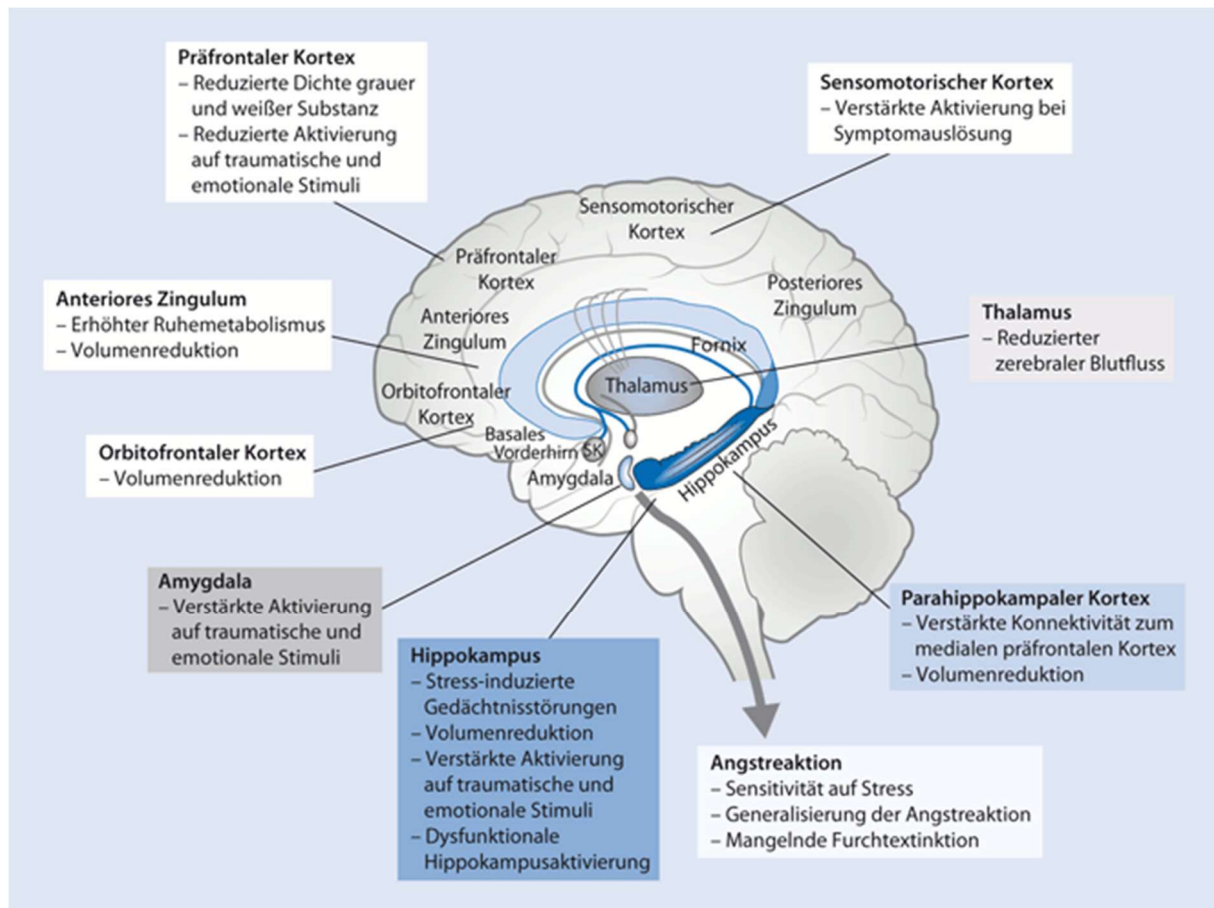 Präfrontaler Kortex
– Reduzierte Dichte grauer
und weißer Substanz
– Reduzierte Aktivierung
auf traumatische und
emotionale Stimuli
Sensomotorischer Kortex
– Verstärkte Aktivierung bei
Symptomauslösung
Anteriores Zingulum
– Erhöhter Ruhemetabolismus
– Volumenreduktion
Orbitofrontaler Kortex
– Volumenreduktion
Sensomotorischer
Kortex
Präfrontaler
Kortex
Anteriores
Zingulum
Orbitofrontaler
Kortex
Basales
Vorderhirn
SK
Amygdala
Posteriores
Zingulum
Fornix
Thalamus
Hippokampus
Thalamus
– Reduzierter
zerebraler Blutfluss
Amygdala
– Verstärkte Aktivierung
auf traumatische und
emotionale Stimuli
Hippokampus
– Stress-induzierte
Gedächtnisstörungen
– Volumenreduktion
– Verstärkte Aktivierung
auf traumatische und
emotionale Stimuli
– Dysfunktionale
Hippokampusaktivierung
Parahippokampaler Kortex
– Verstärkte Konnektivität zum
medialen präfrontalen Kortex
– Volumenreduktion
Angstreaktion
– Sensitivität auf Stress
– Generalisierung der Angstreaktion
– Mangelnde Furchtextinktion